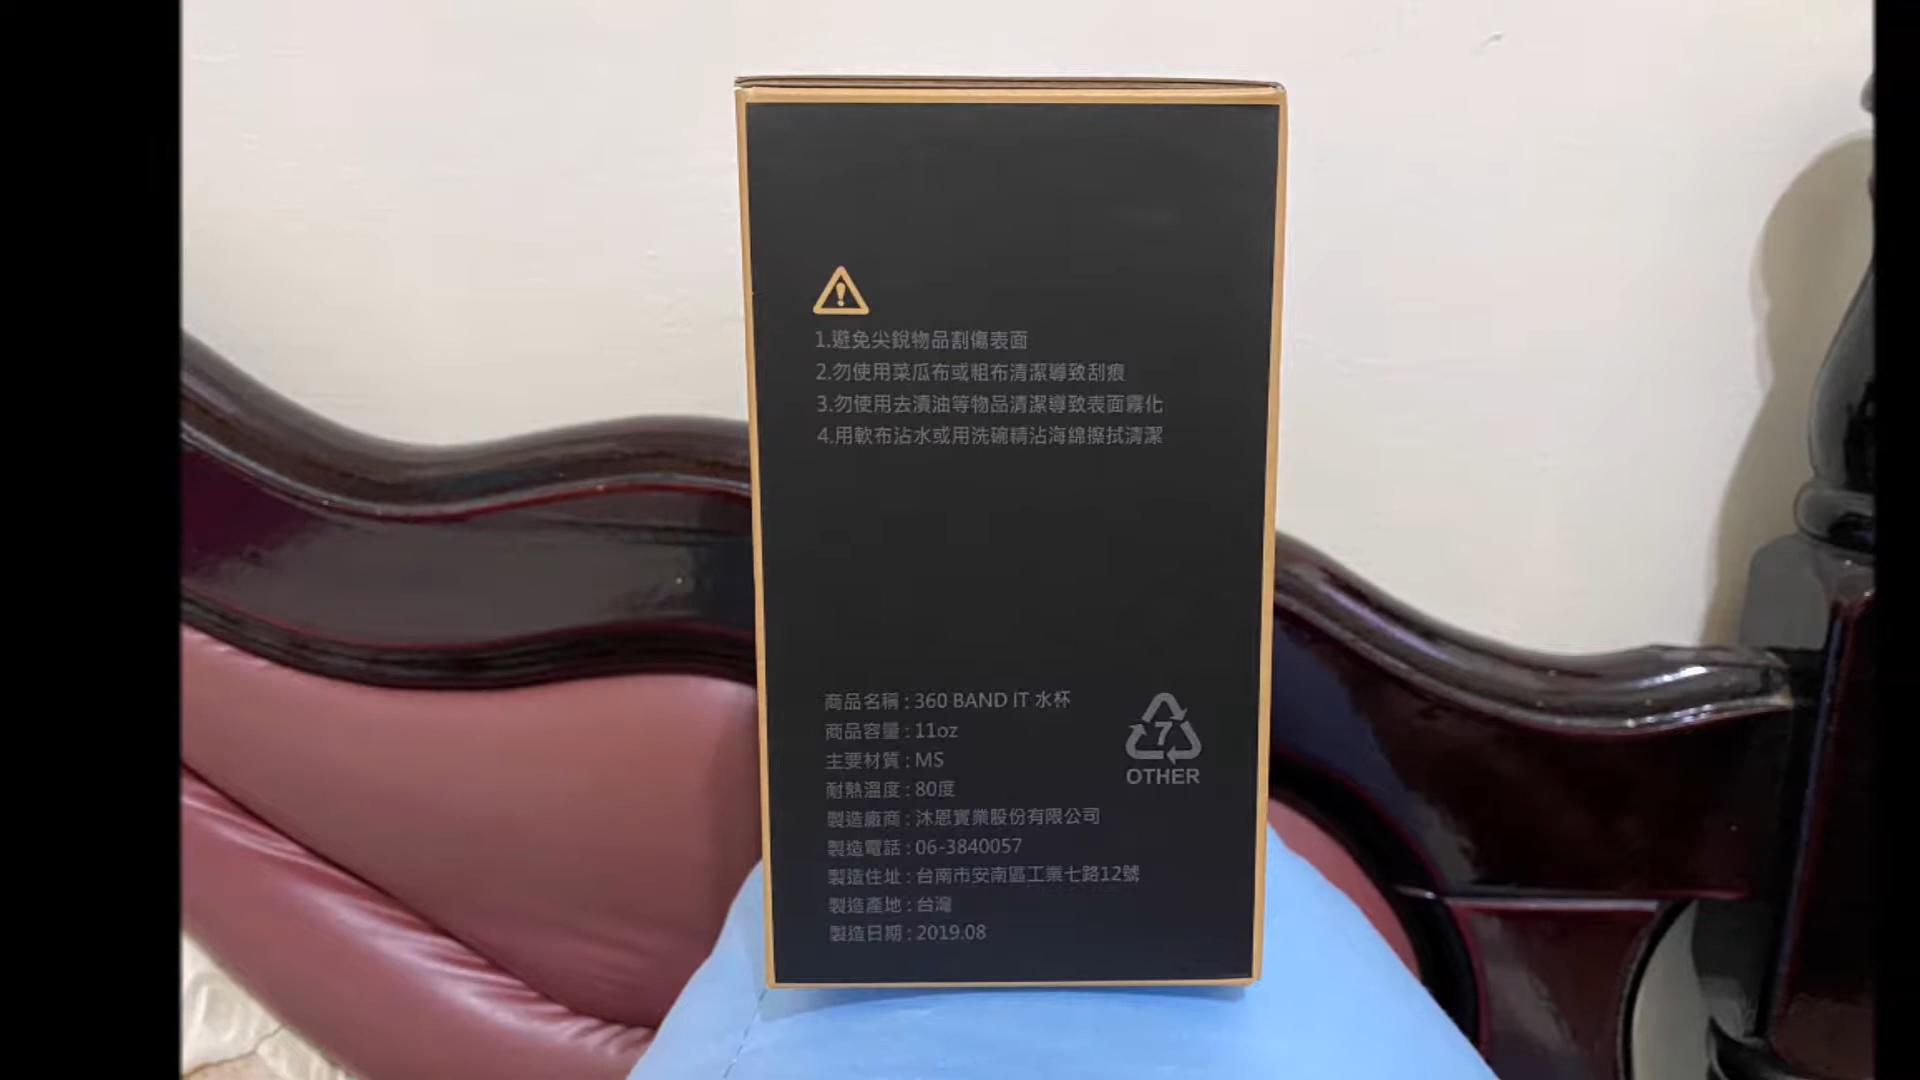 1.避免尖銳物品割傷表面
2.勿使用菜瓜布或粗布清潔導致刮痕
3.勿使用去漬油等物品清潔導致表面霧化
4.用軟布沾水或用洗碗精沾海綿擦拭清潔
商品名稱:360 BAND IT 水杯
商品容量:11oz
主要材質:MS
耐熱溫度:80度
製造廠商:沐恩實業股份有限公司
製造電話:06-3840057
製造住址:台南市安南區工業七路12號
製造產地:台灣
製造日期:2019.08
7
OTHER